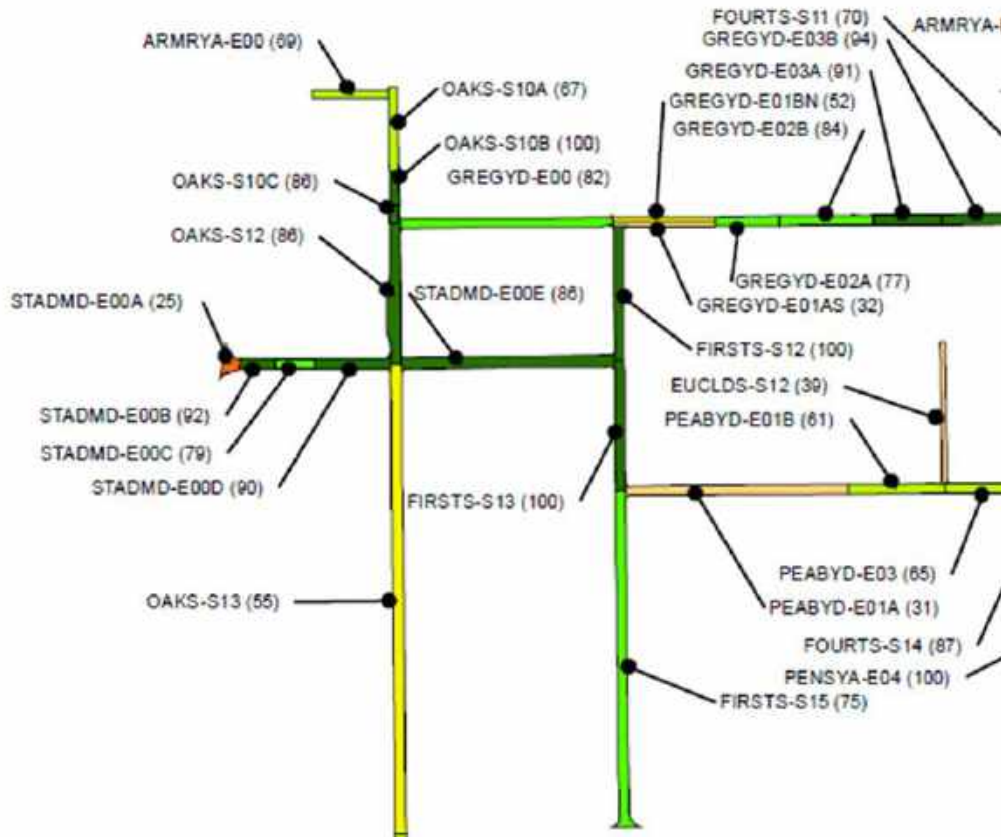 FOURTS-S11 (70)
ARMRYA-
ARMRYA-E00 (69)
GREGYD-E03B (94)
GREGYD-E03A (91)
OAKS-S10A (67)
GREGYD-E01BN (52)
GREGYD-E02B (84)
OAKS-S10B (100)
OAKS-S10C (86)
GREGYD-E00 (82)
OAKS-S12 (86)
GREGYD-E02A (77)
STADMD-E00A (25)
STADMD-E00E (86)
GREGYD-E01AS (32)
FIRSTS-S12 (100)
EUCLDS-S12 (39)
STADMD-E00B (92)
PEABYD-E01B (61)
STADMD-E00C (79)
STADMD-E00D (90)
FIRSTS-S13 (100)
PEABYD-E03 (65)
OAKS-S13 (55)
PEABYD-E01A (31)
FOURTS-S14 (87)
PENSYA-E04 (100)
FIRSTS-S15 (75)